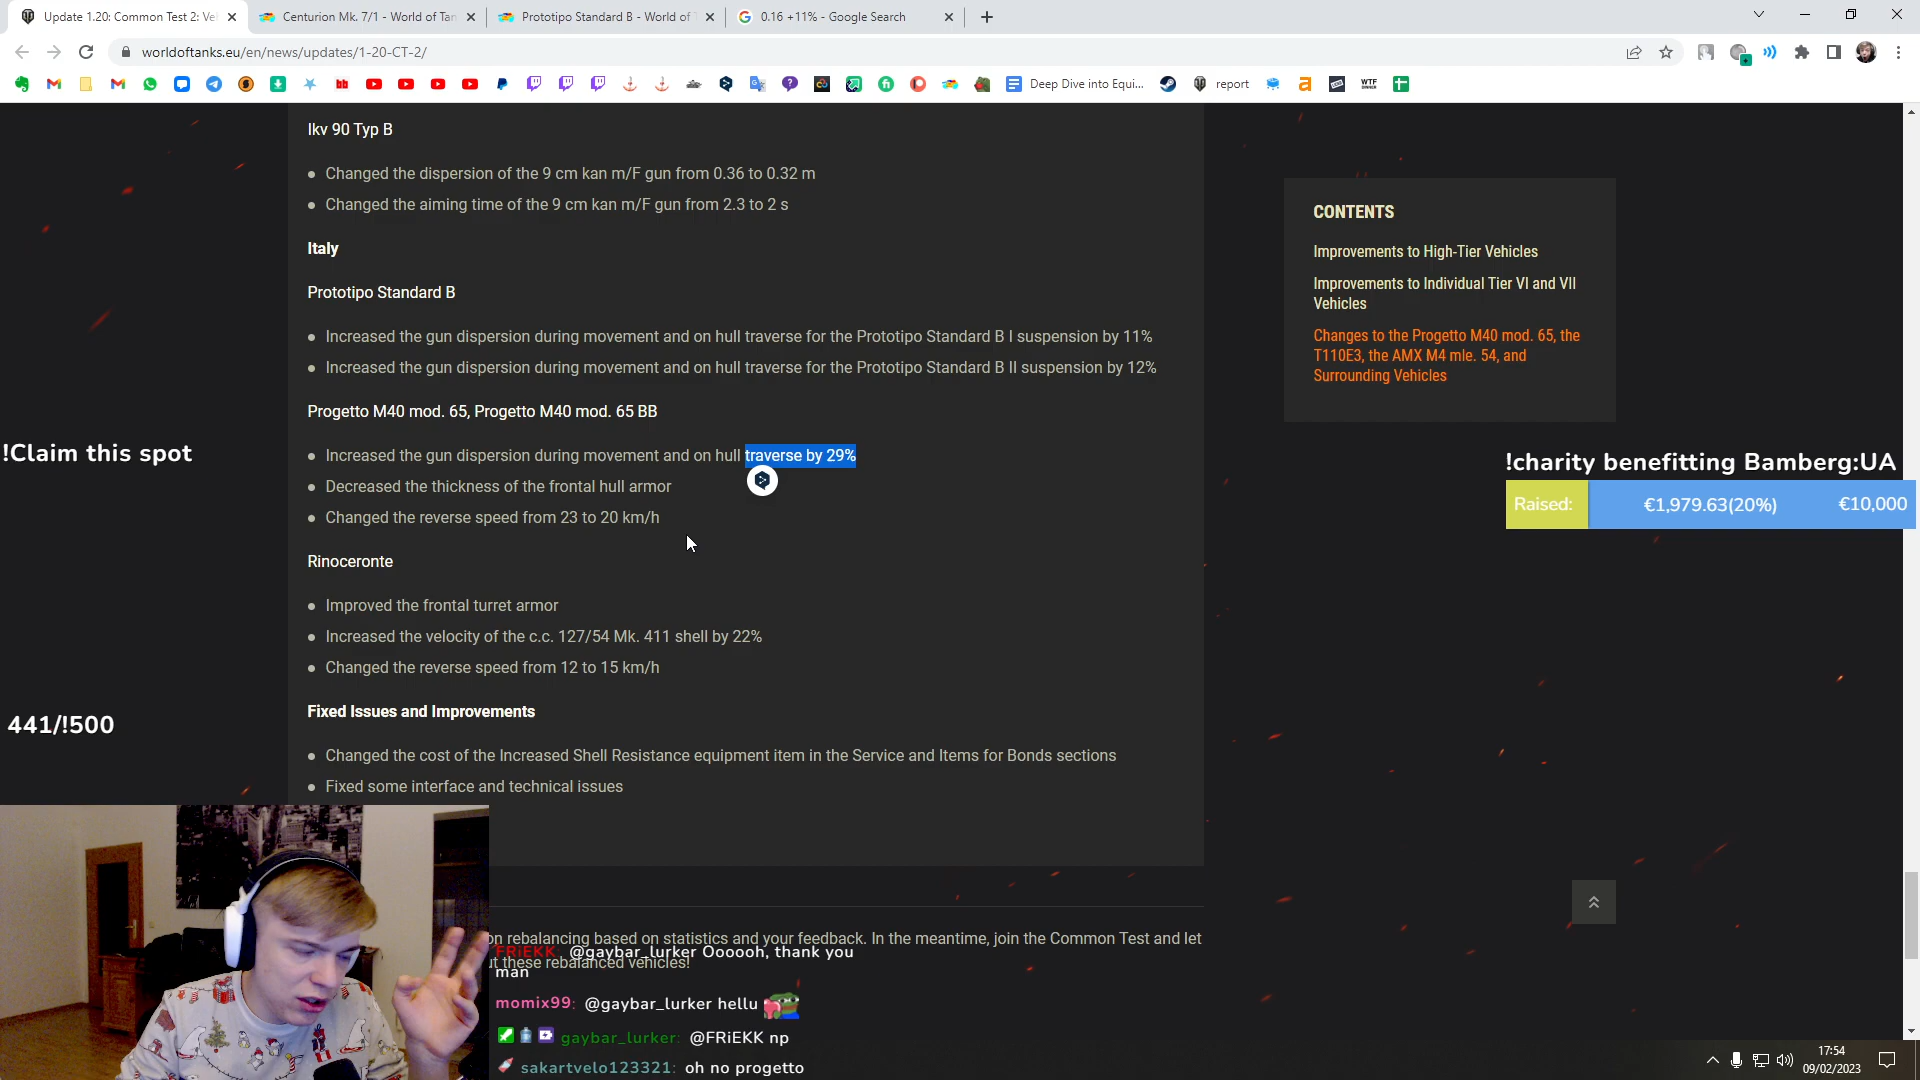 Update 1.20: Common Test 2: Ve
Centurion Mk. 7/1 - World of Tan
Prototipo Standard B - World of T
0.16 +11% - Google Search
worldoftanks.eu/en/news/updates/1-20-CT-2/
Deep Dive into Equi...
report
WTF
Ikv 90 Typ B
Changed the dispersion of the 9 cm kan m/F gun from 0.36 to 0.32 m
Changed the aiming time of the 9 cm kan m/F gun from 2.3 to 2 s
Italy
Prototipo Standard B
Increased the gun dispersion during movement and on hull traverse for the Prototipo Standard B I suspension by 11%
Increased the gun dispersion during movement and on hull traverse for the Prototipo Standard B II suspension by 12%
Progetto M40 mod. 65, Progetto M40 mod. 65 BB
Increased the gun dispersion during movement and on hull traverse by 29%
Decreased the thickness of the frontal hull armor
Changed the reverse speed from 23 to 20 km/h
Rinoceronte
Improved the frontal turret armor
Increased the velocity of the c.c. 127/54 Mk. 411 shell by 22%
Changed the reverse speed from 12 to 15 km/h
Fixed Issues and Improvements
Changed the cost of the Increased Shell Resistance equipment item in the Service and Items for Bonds sections
Fixed some interface and technical issues
CONTENTS
Improvements to High-Tier Vehicles
Improvements to Individual Tier VI and VII
Vehicles
Changes to the Progetto M40 mod. 65, the
T110E3, the AMX M4 mle. 54, and
Surrounding Vehicles
!Claim this spot
!charity benefitting Bamberg:UA
Raised: €1,979.63(20%) €10,000
441/!500
on rebalancing based on statistics and your feedback. In the meantime, join the Common Test and let
ut these rebalanced vehicles!
FRiEKK: @gaybar_lurker Oooooh, thank you
man
momix99: @gaybar_lurker hellu
gaybar_lurker: @FRiEKK np
sakartvelo123321: oh no progetto
17:54
09/02/2023